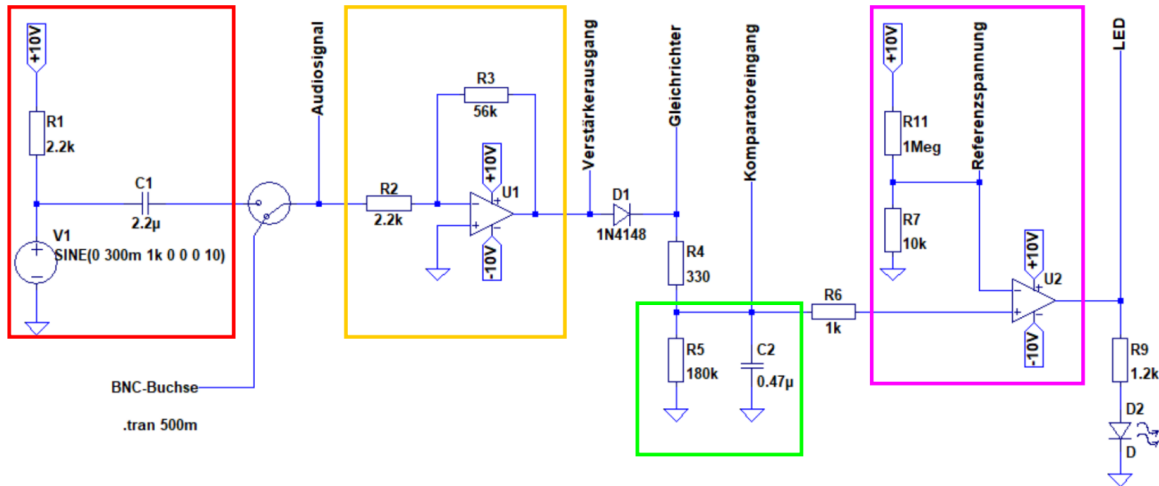 +10V
R1
2.2k
C1
2.2µ
V1
SINE(0 300m 1k 0 0 0 10)
BNC-Buchse
.tran 500m
Audiosignal
R2
2.2k
R3
56k
+10V
U1
-10V
Verstärkerausgang
D1
1N4148
Gleichrichter
R4
330
Komparatoreingang
R5
180k
C2
0.47µ
R6
1k
+10V
R11
1Meg
R7
10k
Referenzspannung
+10V
U2
-10V
LED
R9
1.2k
D2
D